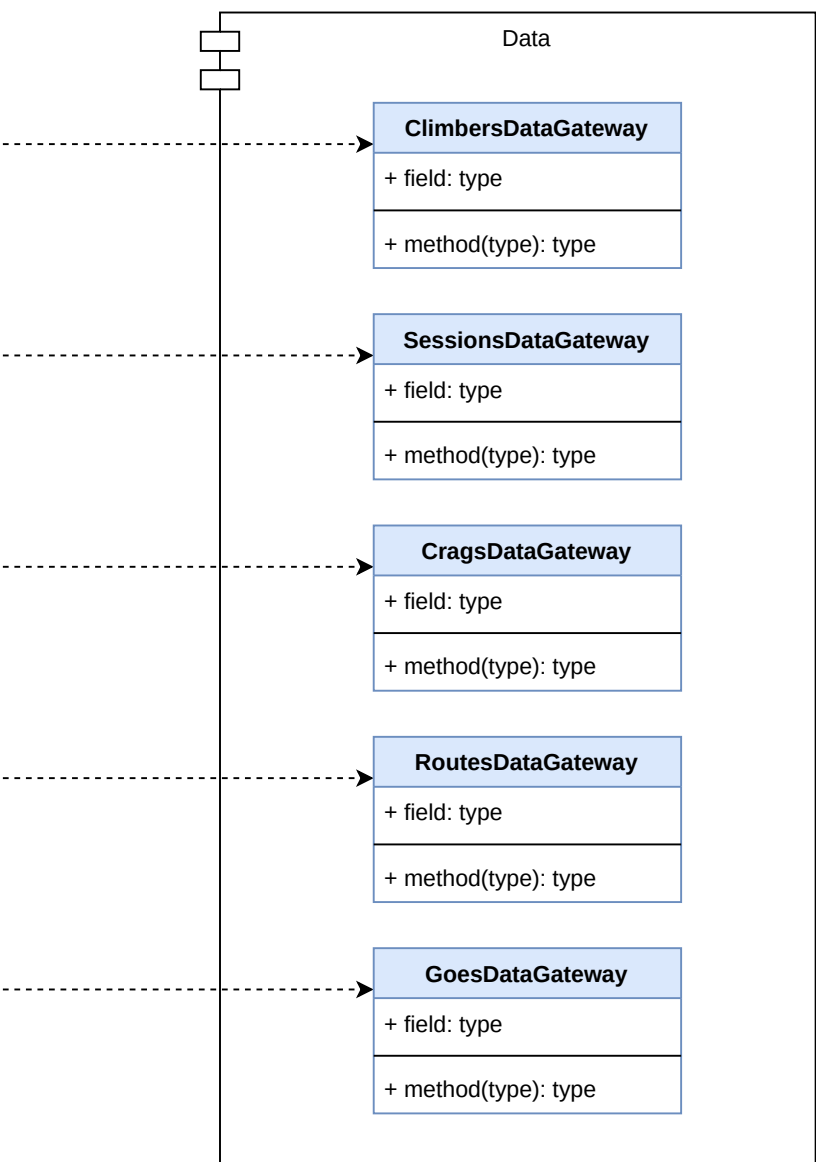 Data
ClimbersDataGateway
+ field: type
+ method(type): type
SessionsDataGateway
+ field: type
+ method(type): type
CragsDataGateway
+ field: type
+ method(type): type
RoutesDataGateway
+ field: type
+ method(type): type
GoesDataGateway
+ field: type
+ method(type): type